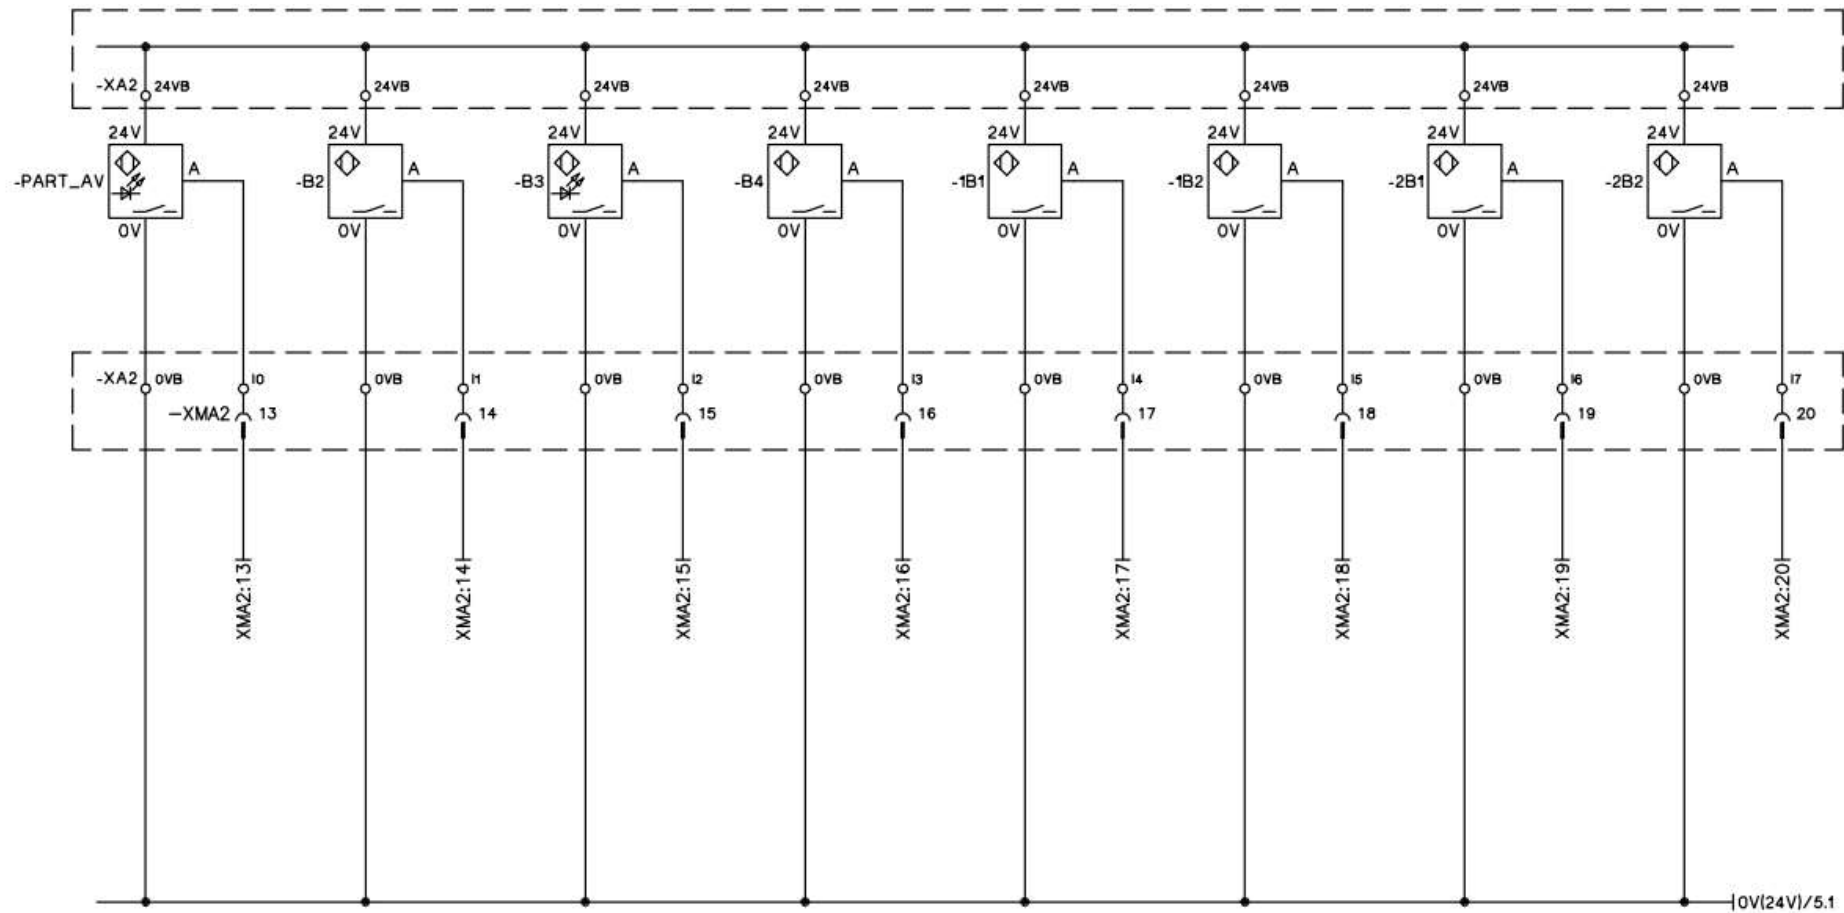 -XA2 24VB 24VB 24VB 24VB 24VB 24VB 24VB 24VB
24V 24V 24V 24V 24V 24V 24V 24V
-PART_AV A -B2 A -B3 A -B4 A -1B1 A -1B2 A -2B1 A -2B2 A
0V 0V 0V 0V 0V 0V 0V 0V
-XA2 0VB I0 0VB I1 0VB I2 0VB I3 0VB I4 0VB I5 0VB I6 0VB I7
-XMA2 13 14 15 16 17 18 19 20
XMA2:13 XMA2:14 XMA2:15 XMA2:16 XMA2:17 XMA2:18 XMA2:19 XMA2:20
0V(24V)/5.1